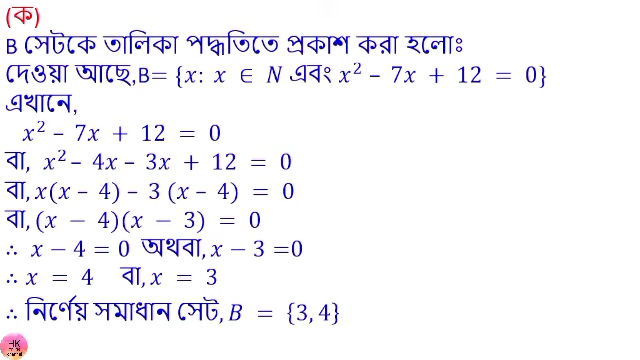 (ক)
B সেটকে তালিকা পদ্ধতিতে প্রকাশ করা হলোঃ
দেওয়া আছে,B= {x: x ∈ N এবং x² – 7x + 12 = 0}
এখানে,
x² – 7x + 12 = 0
বা, x² – 4x – 3x + 12 = 0
বা, x(x – 4) – 3 (x – 4) = 0
বা, (x – 4)(x – 3) = 0
∴ x – 4 = 0 অথবা, x – 3 =0
∴ x = 4 বা, x = 3
∴ নির্ণেয় সমাধান সেট, B = {3, 4}
HK